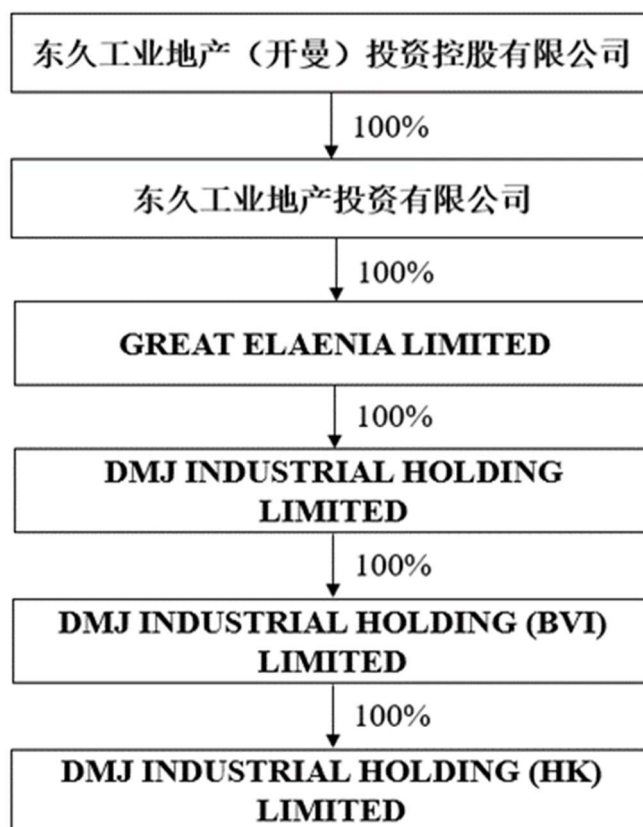 东久工业地产（开曼）投资控股有限公司
100%
东久工业地产投资有限公司
100%
GREAT ELAENIA LIMITED
100%
DMJ INDUSTRIAL HOLDING
LIMITED
100%
DMJ INDUSTRIAL HOLDING (BVI)
LIMITED
100%
DMJ INDUSTRIAL HOLDING (HK)
LIMITED